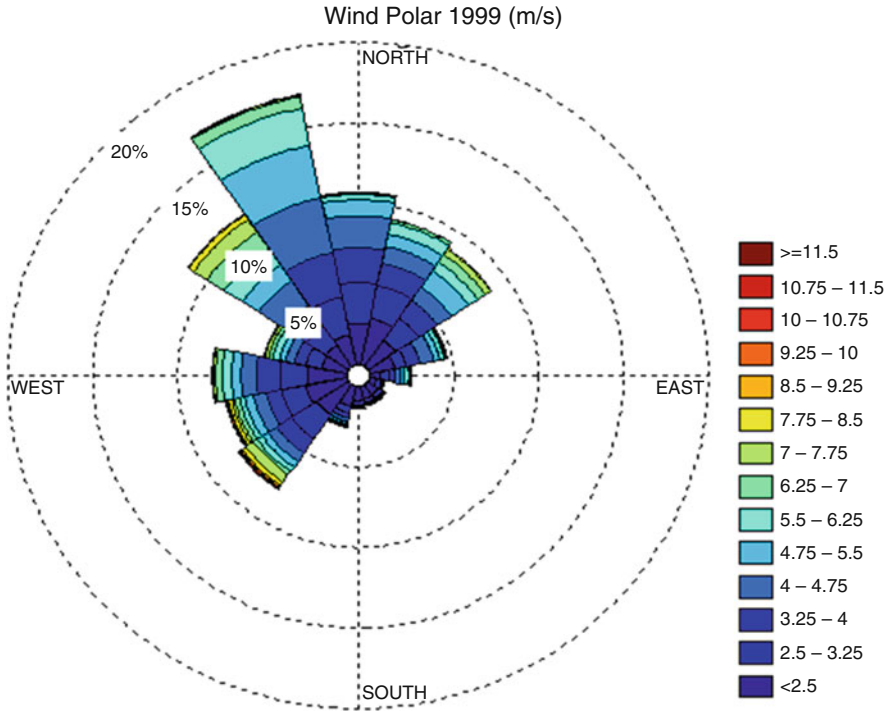 Wind Polar 1999 (m/s)
NORTH
20%
15%
10%
5%
WEST
EAST
SOUTH
>=11.5
10.75 – 11.5
10 – 10.75
9.25 – 10
8.5 – 9.25
7.75 – 8.5
7 – 7.75
6.25 – 7
5.5 – 6.25
4.75 – 5.5
4 – 4.75
3.25 – 4
2.5 – 3.25
<2.5